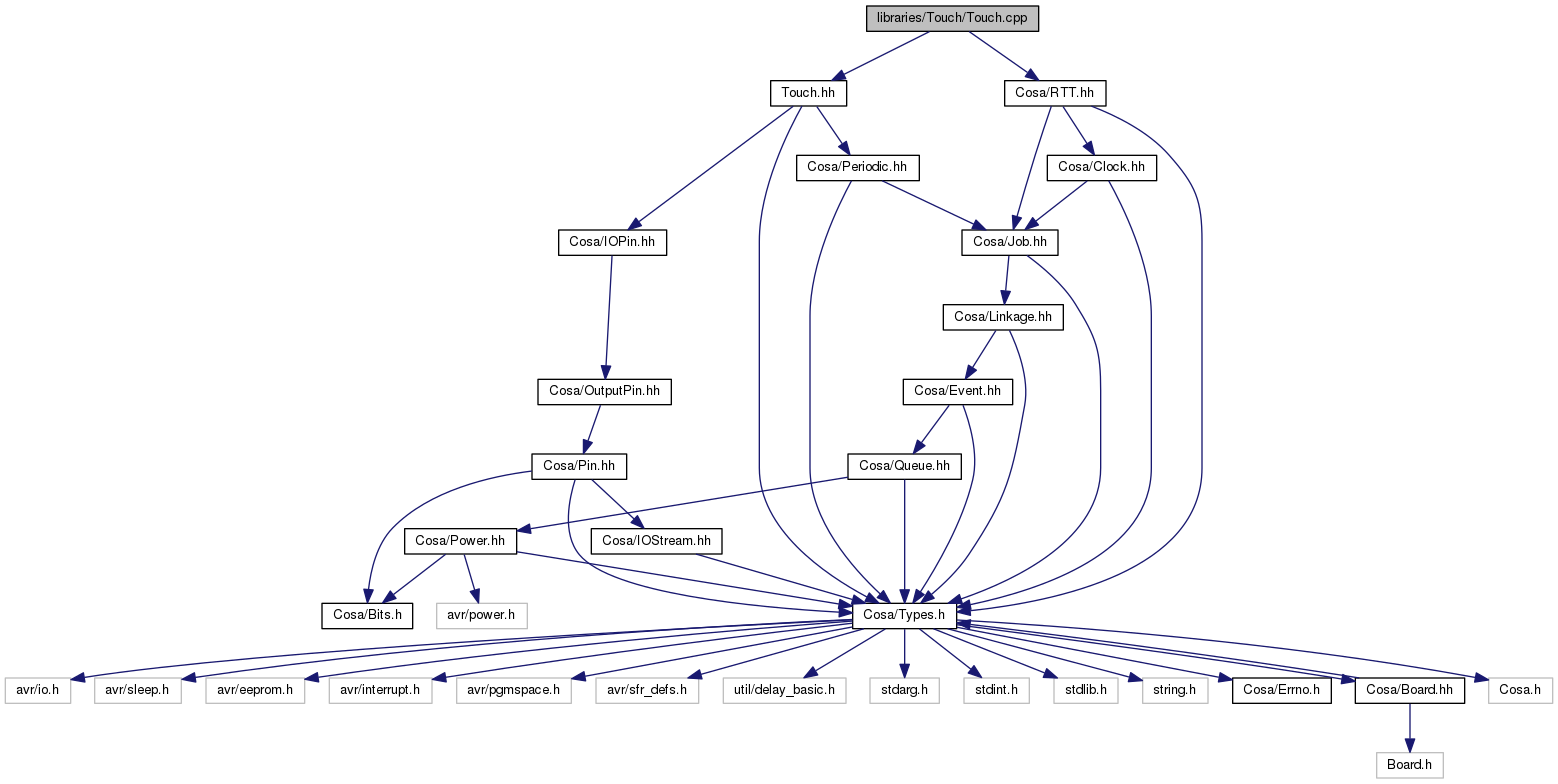 libraries/Touch/Touch.cpp
Touch.hh
Cosa/RTT.hh
Cosa/Periodic.hh
Cosa/Clock.hh
Cosa/IOPin.hh
Cosa/Job.hh
Cosa/Linkage.hh
Cosa/OutputPin.hh
Cosa/Event.hh
Cosa/Pin.hh
Cosa/Queue.hh
Cosa/Power.hh
Cosa/IOStream.hh
Cosa/Bits.h
avr/power.h
Cosa/Types.h
avr/io.h
avr/sleep.h
avr/eeprom.h
avr/interrupt.h
avr/pgmspace.h
avr/sfr_defs.h
util/delay_basic.h
stdarg.h
stdint.h
stdlib.h
string.h
Cosa/Errno.h
Cosa/Board.hh
Cosa.h
Board.h